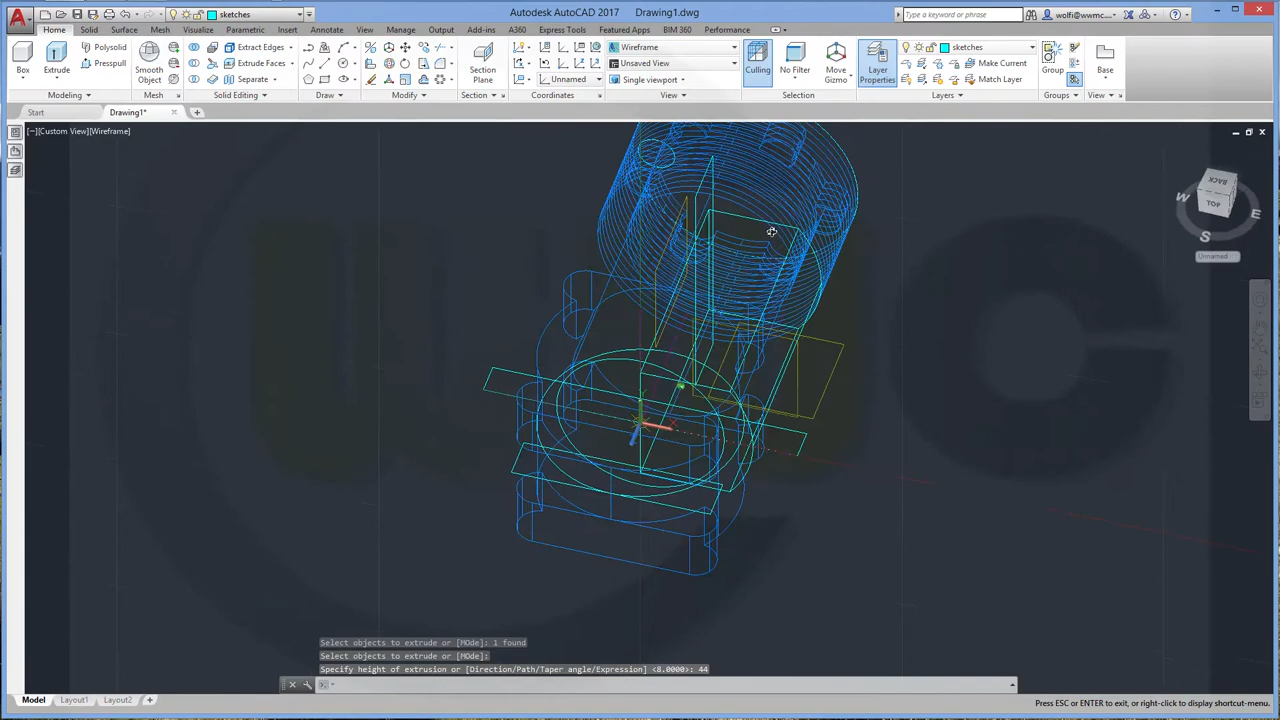 Autodesk AutoCAD 2017 Drawing1.dwg
sketches
Type a keyword or phrase
wolfi@wwmc...
Home Solid Surface Mesh Visualize Parametric Insert Annotate View Manage Output Add-ins A360 Express Tools Featured Apps BIM 360 Performance
Box
Extrude
Polysolid
Presspull
Smooth Object
Extract Edges
Extrude Faces
Separate
Section Plane
Unnamed
Wireframe
Unsaved View
Single viewport
Culling
No Filter
Move Gizmo
Layer Properties
sketches
Make Current
Match Layer
Group
Base
Modeling Mesh Solid Editing Draw Modify Section Coordinates View Selection Layers Groups View
Start Drawing1*
[−][Custom View][Wireframe]
BACK
TOP
W
E
S
Unnamed
Select objects to extrude or [MOde]: 1 found
Select objects to extrude or [MOde]:
Specify height of extrusion or [Direction/Path/Taper angle/Expression] <8.0000>: 44
Model Layout1 Layout2
Press ESC or ENTER to exit, or right-click to display shortcut-menu.